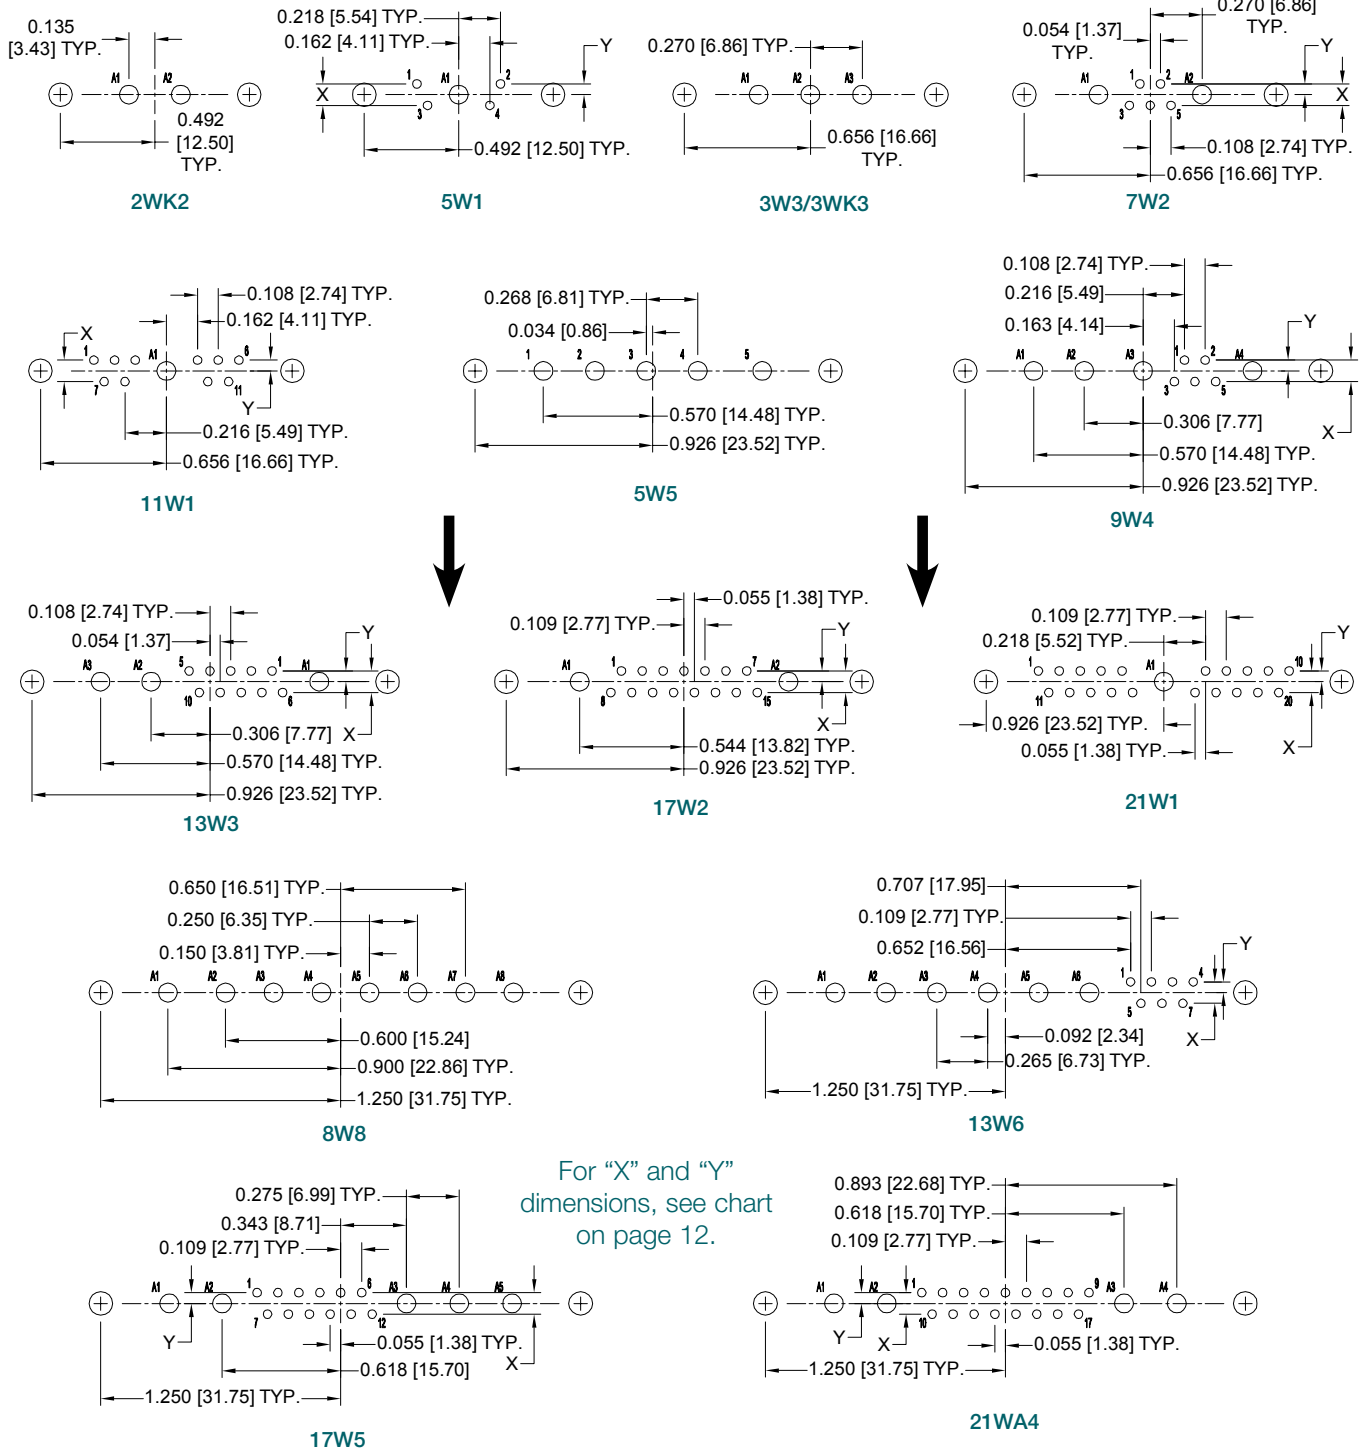 0.135
[3.43] TYP.
A1
A2
0.492
[12.50]
TYP.
2WK2
0.218 [5.54] TYP.
0.162 [4.11] TYP.
Y
X
1
A1
2
3
4
0.492 [12.50] TYP.
5W1
0.270 [6.86] TYP.
A1
A2
A3
0.656 [16.66]
TYP.
3W3/3WK3
0.270 [6.86]
TYP.
0.054 [1.37]
TYP.
Y
X
A1
1
2
A2
3
5
0.108 [2.74] TYP.
0.656 [16.66] TYP.
7W2
0.108 [2.74] TYP.
0.162 [4.11] TYP.
X
1
A1
6
7
11
Y
0.216 [5.49] TYP.
0.656 [16.66] TYP.
11W1
0.268 [6.81] TYP.
0.034 [0.86]
1
2
3
4
5
0.570 [14.48] TYP.
0.926 [23.52] TYP.
5W5
0.108 [2.74] TYP.
0.216 [5.49]
0.163 [4.14]
Y
A1
A2
A3
1
2
A4
3
5
0.306 [7.77]
X
0.570 [14.48] TYP.
0.926 [23.52] TYP.
9W4
0.108 [2.74] TYP.
0.054 [1.37]
Y
A3
A2
5
1
A1
10
6
0.306 [7.77]
X
0.570 [14.48] TYP.
0.926 [23.52] TYP.
13W3
0.055 [1.38] TYP.
0.109 [2.77] TYP.
Y
A1
1
7
A2
8
15
X
0.544 [13.82] TYP.
0.926 [23.52] TYP.
17W2
0.109 [2.77] TYP.
0.218 [5.52] TYP.
Y
1
A1
10
11
20
0.926 [23.52] TYP.
0.055 [1.38] TYP.
X
21W1
0.650 [16.51] TYP.
0.250 [6.35] TYP.
0.150 [3.81] TYP.
A1
A2
A3
A4
A5
A6
A7
A8
0.600 [15.24]
0.900 [22.86] TYP.
1.250 [31.75] TYP.
8W8
0.707 [17.95]
0.109 [2.77] TYP.
0.652 [16.56]
Y
A1
A2
A3
A4
A5
A6
1
4
5
7
X
0.092 [2.34]
0.265 [6.73] TYP.
1.250 [31.75] TYP.
13W6
For “X” and “Y”
dimensions, see chart
on page 12.
0.275 [6.99] TYP.
0.343 [8.71]
0.109 [2.77] TYP.
A1
A2
1
6
A3
A4
A5
7
12
Y
0.055 [1.38] TYP.
X
0.618 [15.70]
1.250 [31.75] TYP.
17W5
0.893 [22.68] TYP.
0.618 [15.70] TYP.
0.109 [2.77] TYP.
A1
A2
1
9
A3
A4
10
17
Y
X
0.055 [1.38] TYP.
1.250 [31.75] TYP.
21WA4